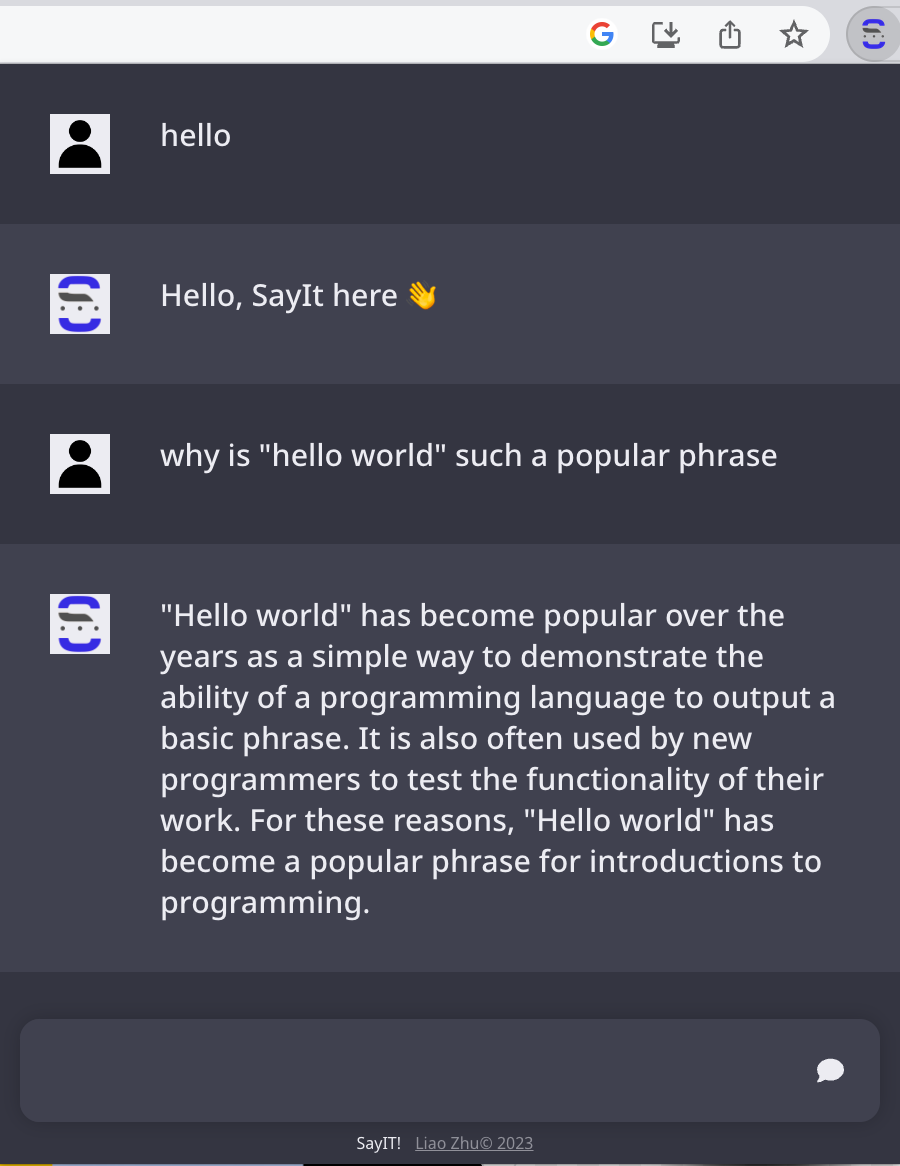 hello
Hello, SayIt here 👋
why is "hello world" such a popular phrase
"Hello world" has become popular over the
years as a simple way to demonstrate the
ability of a programming language to output a
basic phrase. It is also often used by new
programmers to test the functionality of their
work. For these reasons, "Hello world" has
become a popular phrase for introductions to
programming.
SayIT! Liao Zhu© 2023